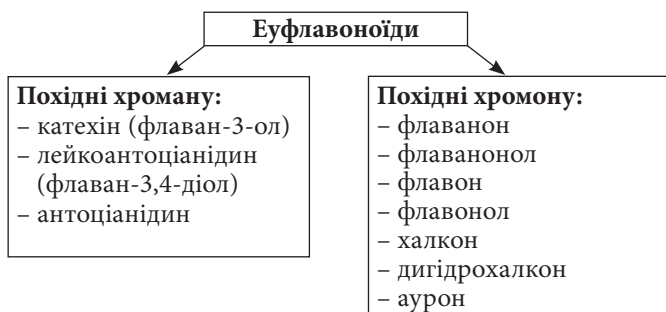 Еуфлавоноїди
Похідні хроману:
– катехін (флаван-3-ол)
– лейкоантоціанідин
(флаван-3,4-діол)
– антоціанідин
Похідні хромону:
– флаванон
– флаванонол
– флавон
– флавонол
– халкон
– дигідрохалкон
– аурон